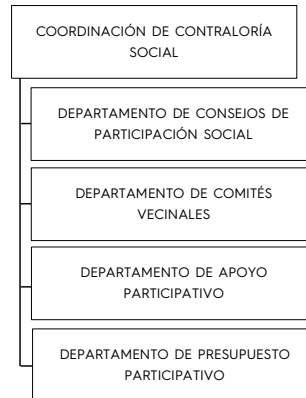 COORDINACIÓN DE CONTRALORÍA
SOCIAL
DEPARTAMENTO DE CONSEJOS DE
PARTICIPACIÓN SOCIAL
DEPARTAMENTO DE COMITÉS
VECINALES
DEPARTAMENTO DE APOYO
PARTICIPATIVO
DEPARTAMENTO DE PRESUPUESTO
PARTICIPATIVO